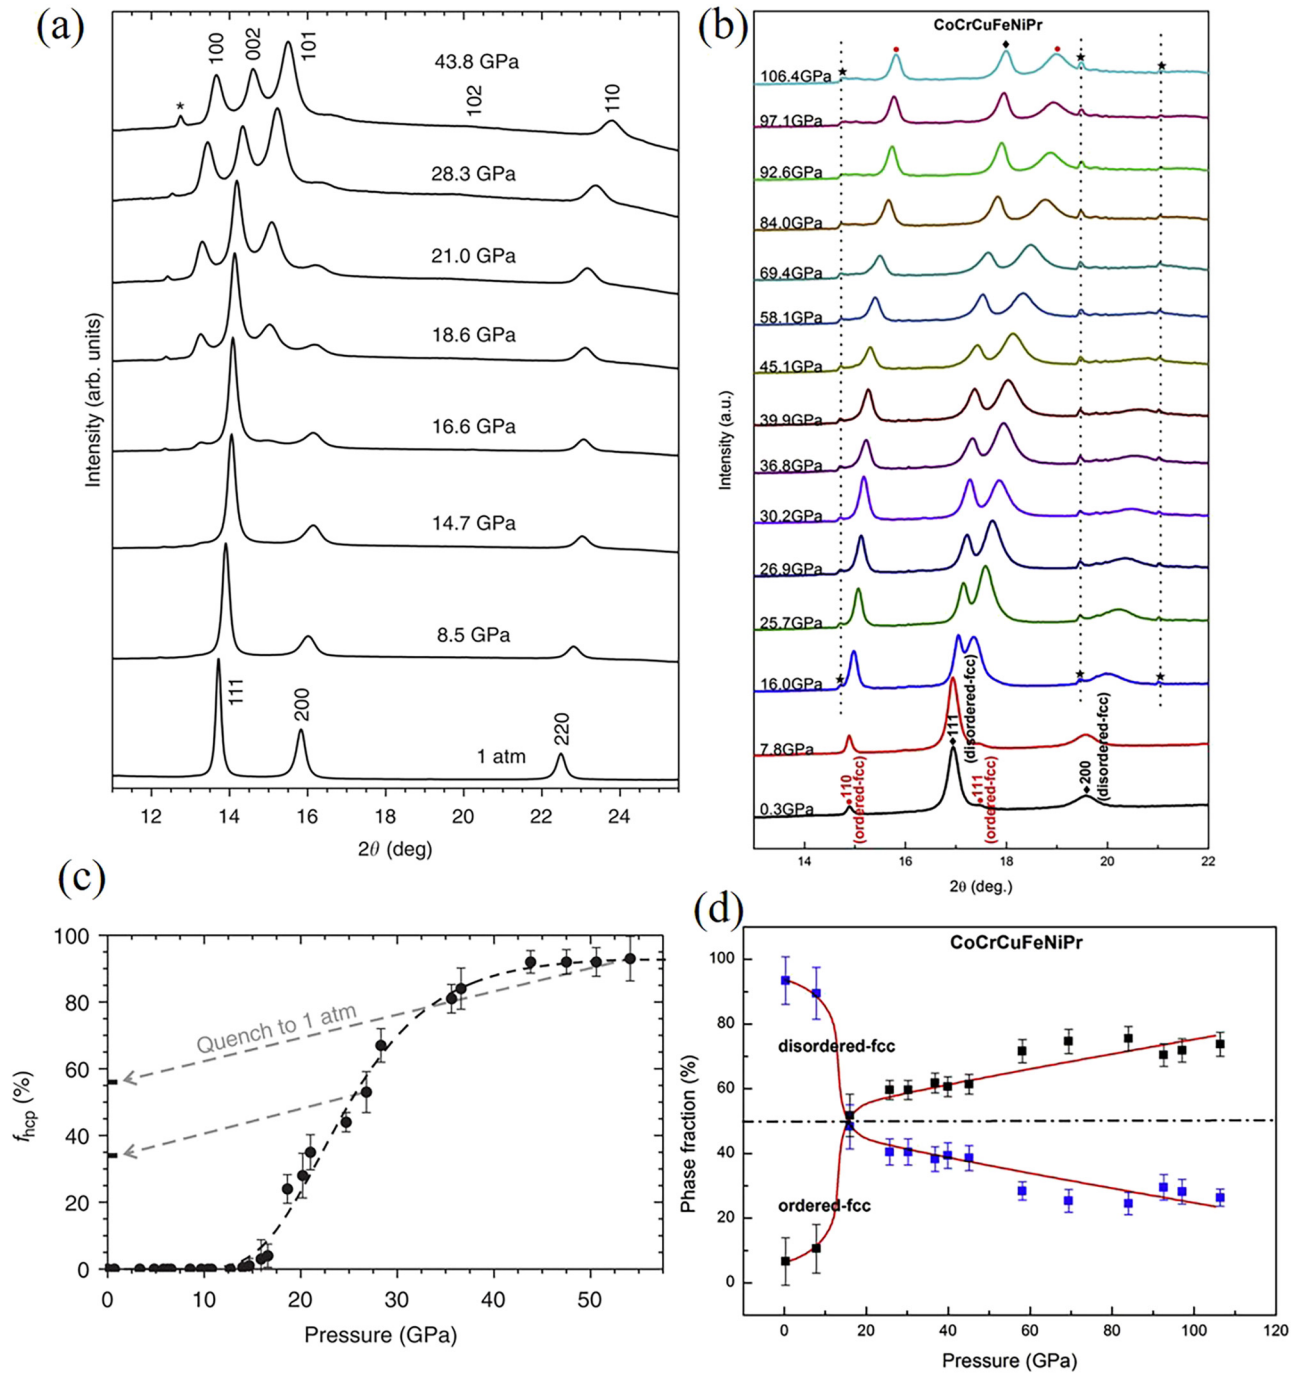 (a)
100
002
101
43.8 GPa
*
102
110
28.3 GPa
21.0 GPa
18.6 GPa
16.6 GPa
14.7 GPa
8.5 GPa
111
200
220
1 atm
Intensity (arb. units)
12 14 16 18 20 22 24
2θ (deg)
(b)
CoCrCuFeNiPr
106.4GPa
97.1GPa
92.6GPa
84.0GPa
69.4GPa
58.1GPa
45.1GPa
39.9GPa
36.8GPa
30.2GPa
26.9GPa
25.7GPa
16.0GPa
7.8GPa
0.3GPa
110
(ordered-fcc)
111
(disordered-fcc)
111
(ordered-fcc)
200
(disordered-fcc)
Intensity (a.u.)
14 16 18 20 22
2θ (deg.)
(c)
100
80
60
40
20
0
fhcp (%)
Quench to 1 atm
0 10 20 30 40 50
Pressure (GPa)
(d)
CoCrCuFeNiPr
100
80
60
40
20
0
Phase fraction (%)
disordered-fcc
ordered-fcc
0 20 40 60 80 100 120
Pressure (GPa)